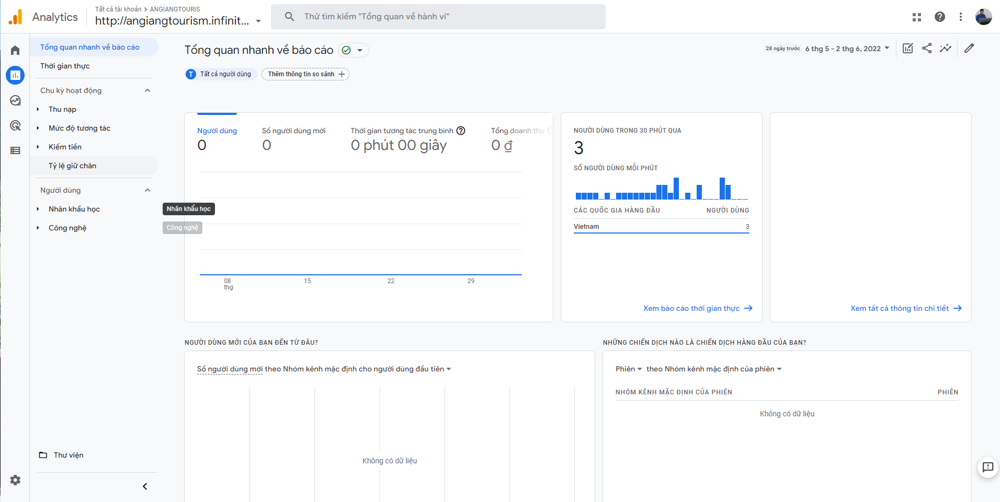 Analytics
Tất cả tài khoản > ANGIANGTOURIS
http://angiangtourism.infinit...
Thử tìm kiếm "Tổng quan về hành vi"
Tổng quan nhanh về báo cáo
Thời gian thực
Chu kỳ hoạt động
Thu nạp
Mức độ tương tác
Kiếm tiền
Tỷ lệ giữ chân
Người dùng
Nhân khẩu học
Công nghệ
Nhân khẩu học
Công nghệ
Thư viện
Tổng quan nhanh về báo cáo
28 ngày trước 6 thg 5 - 2 thg 6, 2022
T Tất cả người dùng
Thêm thông tin so sánh
Người dùng
0
Số người dùng mới
0
Thời gian tương tác trung bình
0 phút 00 giây
Tổng doanh thu
0 ₫
08 15 22 29
thg
NGƯỜI DÙNG TRONG 30 PHÚT QUA
3
SỐ NGƯỜI DÙNG MỖI PHÚT
CÁC QUỐC GIA HÀNG ĐẦU NGƯỜI DÙNG
Vietnam 3
Xem báo cáo thời gian thực
Xem tất cả thông tin chi tiết
NGƯỜI DÙNG MỚI CỦA BẠN ĐẾN TỪ ĐÂU?
Số người dùng mới theo Nhóm kênh mặc định cho người dùng đầu tiên
Không có dữ liệu
NHỮNG CHIẾN DỊCH NÀO LÀ CHIẾN DỊCH HÀNG ĐẦU CỦA BẠN?
Phiên theo Nhóm kênh mặc định của phiên
NHÓM KÊNH MẶC ĐỊNH CỦA PHIÊN PHIÊN
Không có dữ liệu